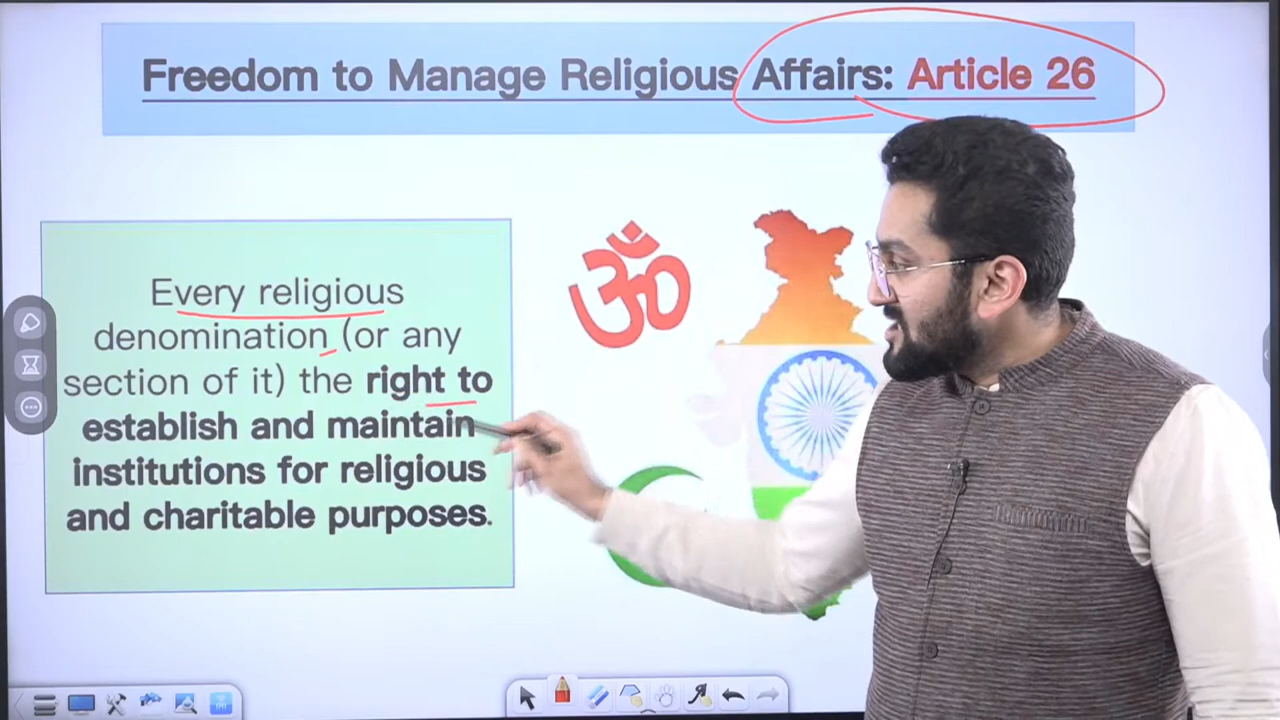 Freedom to Manage Religious Affairs: Article 26
Every religious
denomination (or any
section of it) the right to
establish and maintain
institutions for religious
and charitable purposes.
ॐ